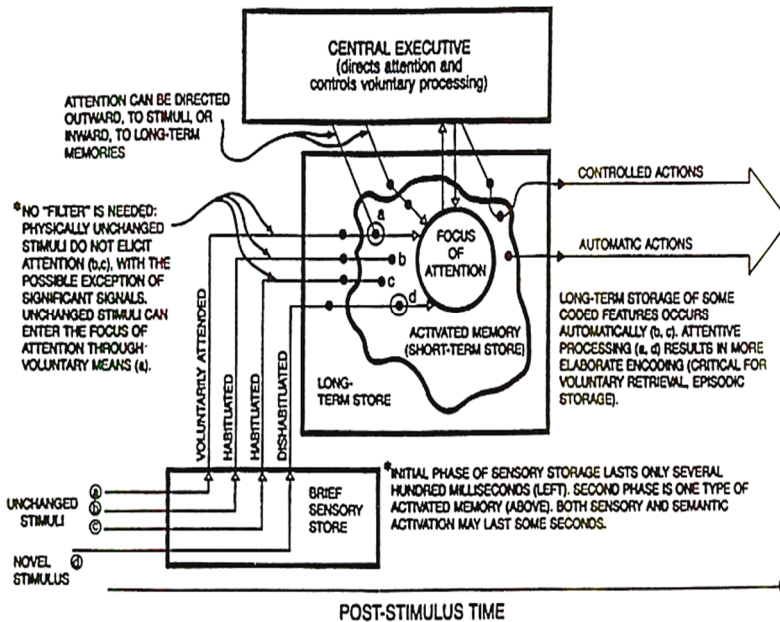 CENTRAL EXECUTIVE
(directs attention and
controls voluntary processing)
ATTENTION CAN BE DIRECTED
OUTWARD, TO STIMULI, OR
INWARD, TO LONG-TERM
MEMORIES
CONTROLLED ACTIONS
*NO "FILTER" IS NEEDED:
PHYSICALLY UNCHANGED
STIMULI DO NOT ELICIT
ATTENTION (b,c), WITH THE
POSSIBLE EXCEPTION OF
SIGNIFICANT SIGNALS.
UNCHANGED STIMULI CAN
ENTER THE FOCUS OF
ATTENTION THROUGH
VOLUNTARY MEANS (a).
a
b
c
d
FOCUS
OF
ATTENTION
AUTOMATIC ACTIONS
ACTIVATED MEMORY
(SHORT-TERM STORE)
LONG-
TERM STORE
LONG-TERM STORAGE OF SOME
CODED FEATURES OCCURS
AUTOMATICALLY (b, c). ATTENTIVE
PROCESSING (a, d) RESULTS IN MORE
ELABORATE ENCODING (CRITICAL FOR
VOLUNTARY RETRIEVAL, EPISODIC
STORAGE).
VOLUNTARILY ATTENDED
HABITUATED
HABITUATED
DISHABITUATED
UNCHANGED
STIMULI
a
b
c
NOVEL d
STIMULUS
BRIEF
SENSORY
STORE
*INITIAL PHASE OF SENSORY STORAGE LASTS ONLY SEVERAL
HUNDRED MILLISECONDS (LEFT). SECOND PHASE IS ONE TYPE OF
ACTIVATED MEMORY (ABOVE). BOTH SENSORY AND SEMANTIC
ACTIVATION MAY LAST SOME SECONDS.
POST-STIMULUS TIME